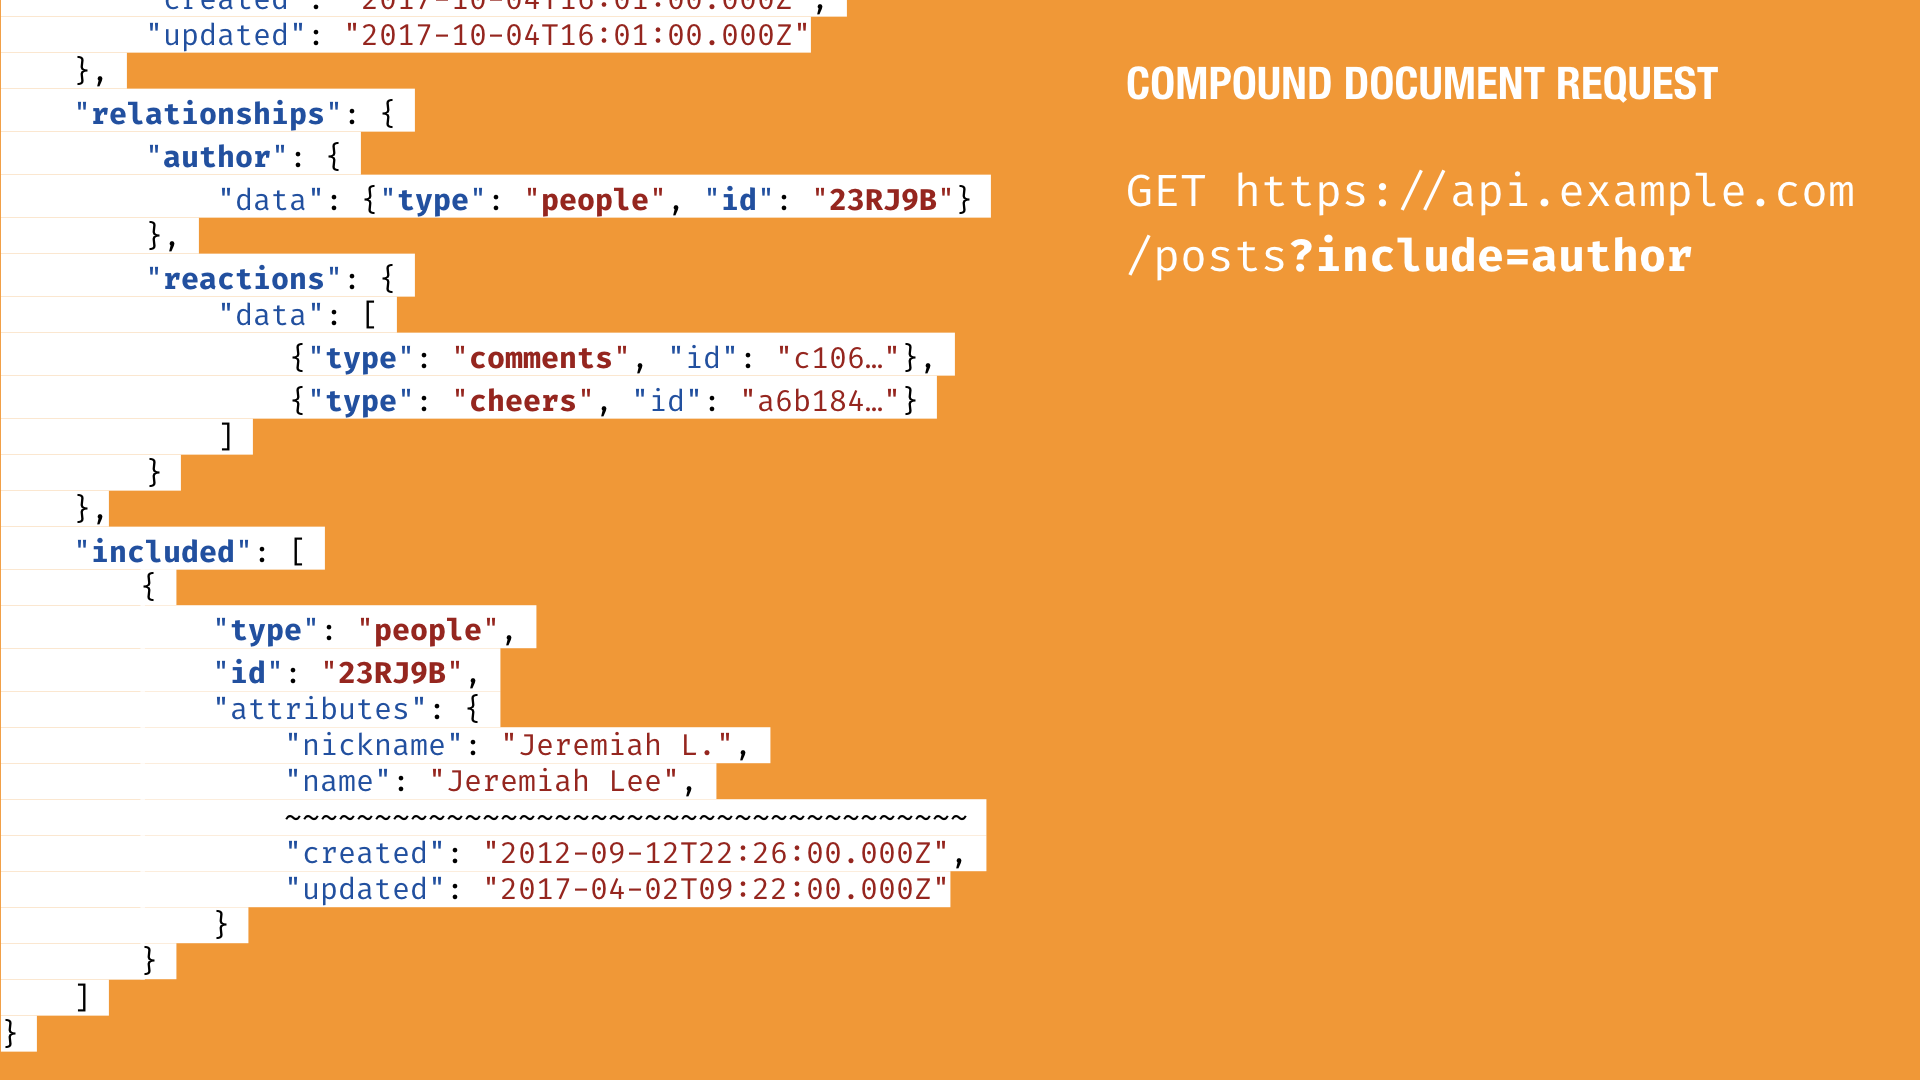 "created": "2017-10-04T16:01:00.000Z",
"updated": "2017-10-04T16:01:00.000Z"
},
"relationships": {
"author": {
"data": {"type": "people", "id": "23RJ9B"}
},
"reactions": {
"data": [
{"type": "comments", "id": "c106…"},
{"type": "cheers", "id": "a6b184…"}
]
}
},
"included": [
{
"type": "people",
"id": "23RJ9B",
"attributes": {
"nickname": "Jeremiah L.",
"name": "Jeremiah Lee",
~~~~~~~~~~~~~~~~~~~~~~~~~~~~~~~~~~~~~~
"created": "2012-09-12T22:26:00.000Z",
"updated": "2017-04-02T09:22:00.000Z"
}
}
]
}
COMPOUND DOCUMENT REQUEST
GET https://api.example.com
/posts?include=author